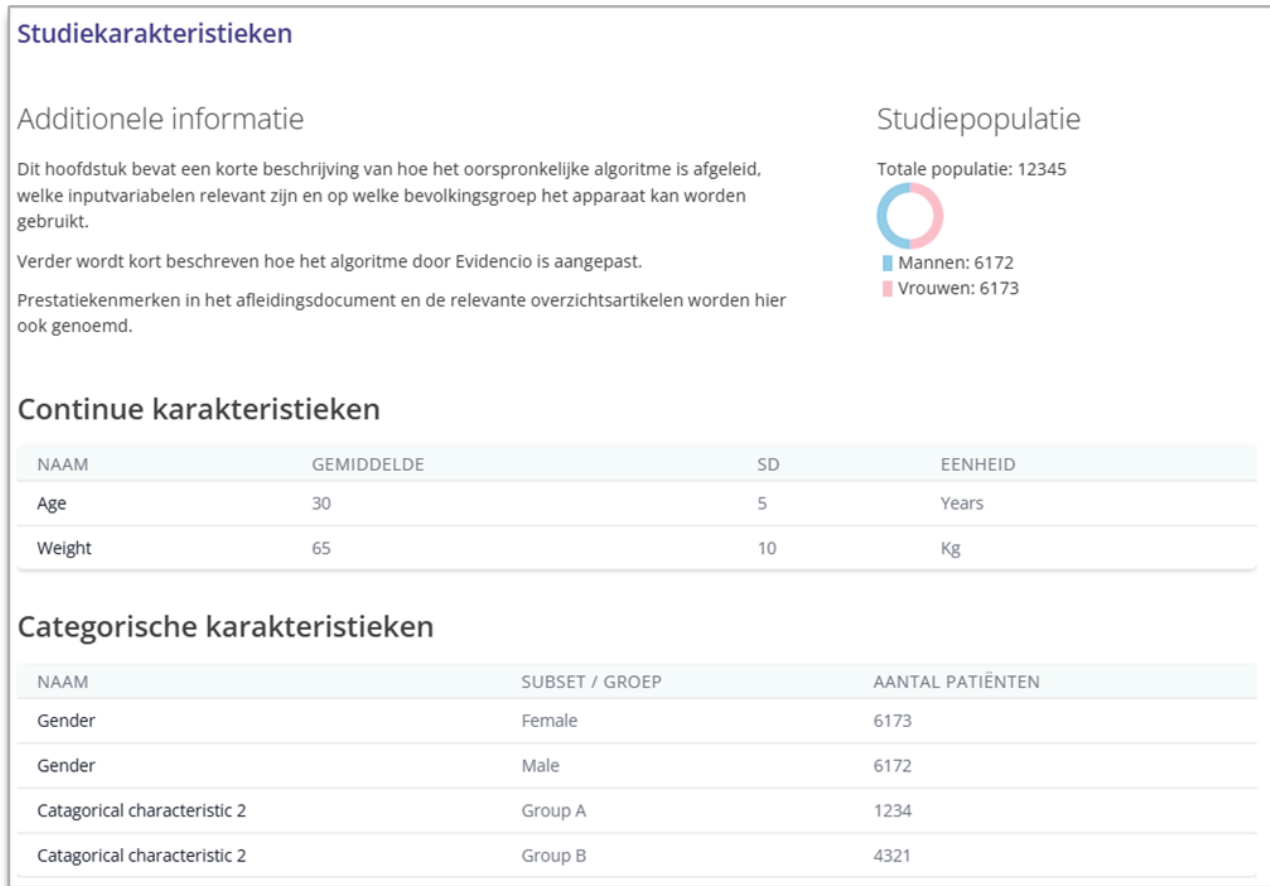 Studiekarakteristieken
Additionele informatie
Dit hoofdstuk bevat een korte beschrijving van hoe het oorspronkelijke algoritme is afgeleid,
welke inputvariabelen relevant zijn en op welke bevolkingsgroep het apparaat kan worden
gebruikt.
Verder wordt kort beschreven hoe het algoritme door Evidencio is aangepast.
Prestatiekenmerken in het afleidingsdocument en de relevante overzichtsartikelen worden hier
ook genoemd.
Studiepopulatie
Totale populatie: 12345
Mannen: 6172
Vrouwen: 6173
Continue karakteristieken
NAAM GEMIDDELDE SD EENHEID
Age 30 5 Years
Weight 65 10 Kg
Categorische karakteristieken
NAAM SUBSET / GROEP AANTAL PATIËNTEN
Gender Female 6173
Gender Male 6172
Catagorical characteristic 2 Group A 1234
Catagorical characteristic 2 Group B 4321